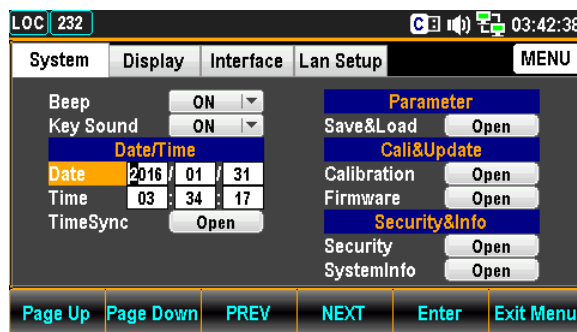 LOC 232 C 03:42:38
System Display Interface Lan Setup MENU
Beep ON
Key Sound ON
Date/Time
Date 2016 / 01 / 31
Time 03 : 34 : 17
TimeSync Open
Parameter
Save&Load Open
Cali&Update
Calibration Open
Firmware Open
Security&Info
Security Open
SystemInfo Open
Page Up Page Down PREV NEXT Enter Exit Menu